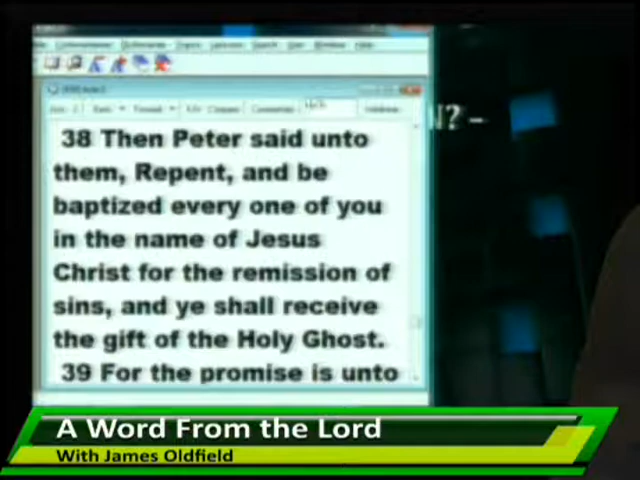 N? –
38 Then Peter said unto
them, Repent, and be
baptized every one of you
in the name of Jesus
Christ for the remission of
sins, and ye shall receive
the gift of the Holy Ghost.
39 For the promise is unto
A Word From the Lord
With James Oldfield